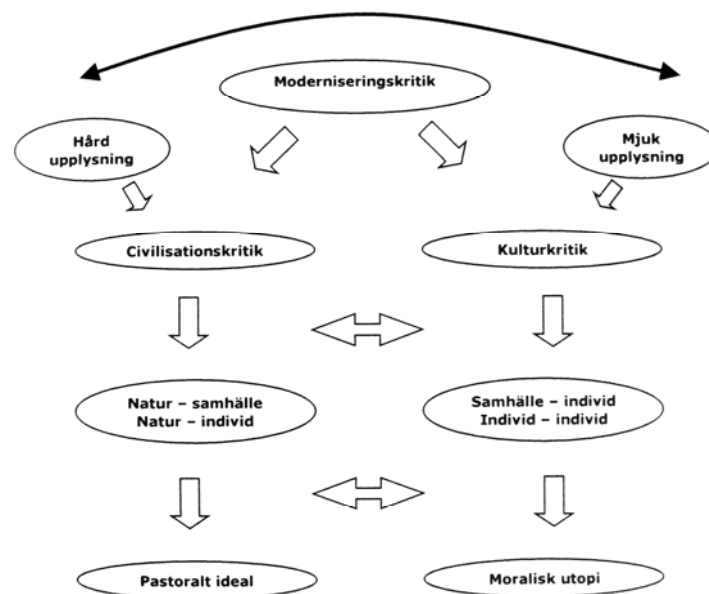 Moderniseringskritik
Hård
upplysning
Mjuk
upplysning
Civilisationskritik
Kulturkritik
Natur – samhälle
Natur – individ
Samhälle – individ
Individ – individ
Pastoralt ideal
Moralisk utopi